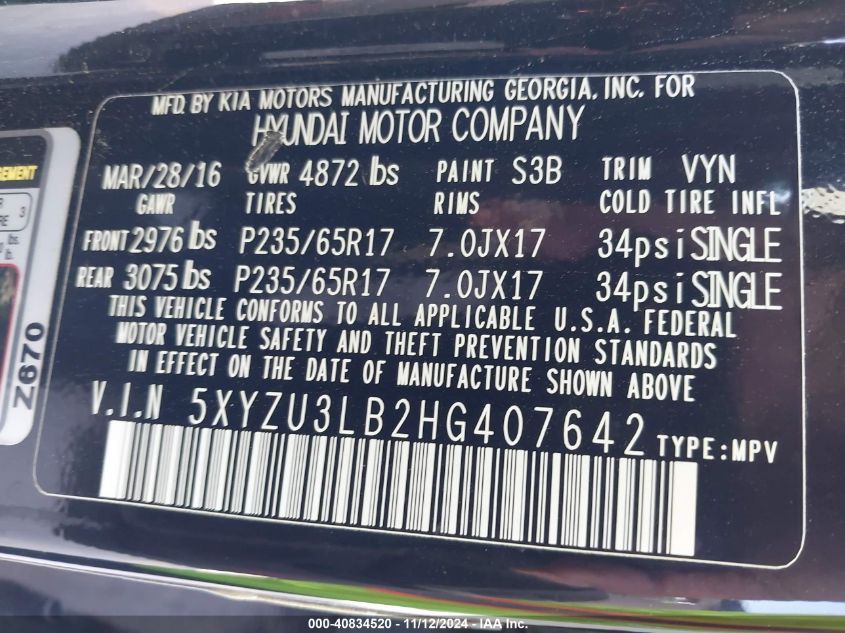 MFD. BY KIA MOTORS MANUFACTURING GEORGIA, INC. FOR
HYUNDAI MOTOR COMPANY
MAR/28/16 GVWR 4872 lbs PAINT S3B TRIM VYN
GAWR TIRES RIMS COLD TIRE INFL
FRONT 2976 lbs P235/65R17 7.0JX17 34psi SINGLE
REAR 3075 lbs P235/65R17 7.0JX17 34psi SINGLE
THIS VEHICLE CONFORMS TO ALL APPLICABLE U.S.A. FEDERAL
MOTOR VEHICLE SAFETY AND THEFT PREVENTION STANDARDS
IN EFFECT ON THE DATE OF MANUFACTURE SHOWN ABOVE
V.I.N 5XYZU3LB2HG407642 TYPE:MPV
Z670
000-40834520 - 11/12/2024 - IAA Inc.